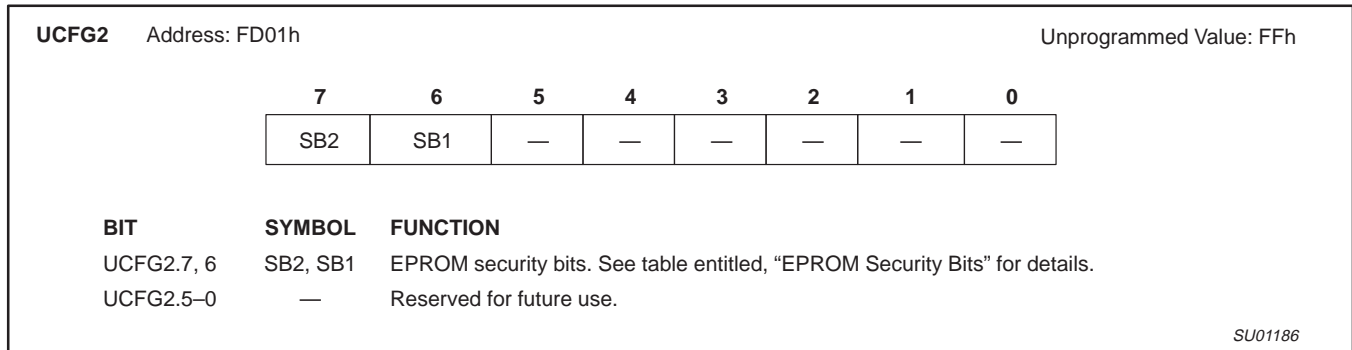 UCFG2 Address: FD01h Unprogrammed Value: FFh
7 6 5 4 3 2 1 0
SB2 SB1 — — — — — —
BIT SYMBOL FUNCTION
UCFG2.7, 6 SB2, SB1 EPROM security bits. See table entitled, “EPROM Security Bits” for details.
UCFG2.5–0 — Reserved for future use.
SU01186